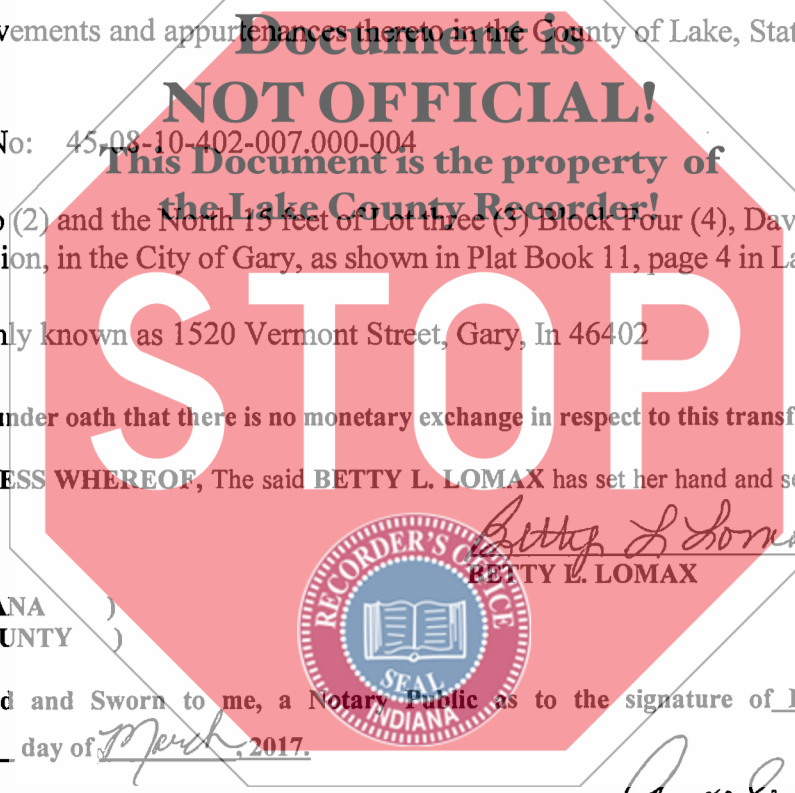 vements and appurtenances thereto in the County of Lake, Stat
Document is
NOT OFFICIAL!
No: 45-08-10-402-007.000-004
This Document is the property of
the Lake County Recorder!
o (2) and the North 15 feet of Lot three (3) Block Four (4), Dav
ion, in the City of Gary, as shown in Plat Book 11, page 4 in La
STOP
nly known as 1520 Vermont Street, Gary, In 46402
under oath that there is no monetary exchange in respect to this transf
ESS WHEREOF, The said BETTY L. LOMAX has set her hand and se
Betty L Loma
BETTY L. LOMAX
RECORDER'S OFFICE
SEAL
INDIANA
ANA )
UNTY )
d and Sworn to me, a Notary Public as to the signature of
day of March, 2017.